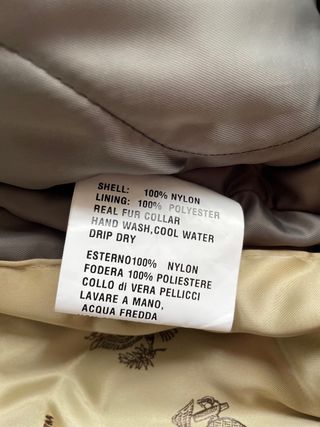 SHELL: 100% NYLON
LINING: 100% POLYESTER
REAL FUR COLLAR
HAND WASH,COOL WATER
DRIP DRY
ESTERNO100% NYLON
FODERA 100% POLIESTERE
COLLO di VERA PELLICCI
LAVARE A MANO,
ACQUA FREDDA
TM